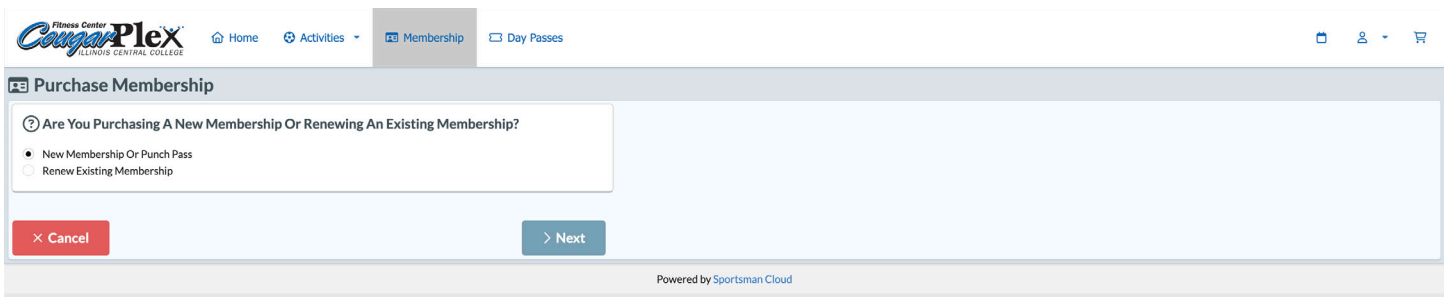 Fitness Center
CougarPlex
ILLINOIS CENTRAL COLLEGE
Home
Activities
Membership
Day Passes
Purchase Membership
Are You Purchasing A New Membership Or Renewing An Existing Membership?
New Membership Or Punch Pass
Renew Existing Membership
Cancel
Next
Powered by Sportsman Cloud